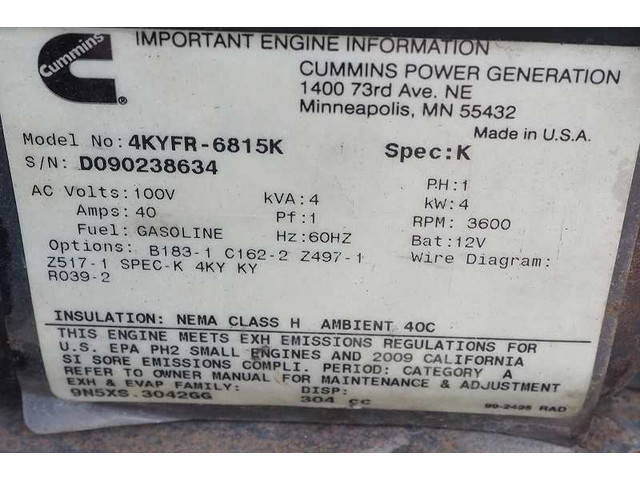 Cummins
IMPORTANT ENGINE INFORMATION
CUMMINS POWER GENERATION
1400 73rd Ave. NE
Minneapolis, MN 55432
Made in U.S.A.
Model No: 4KYFR-6815K Spec:K
S/N: D090238634
AC Volts: 100V kVA: 4 PH: 1
Amps: 40 Pf: 1 kW: 4
Fuel: GASOLINE Hz: 60HZ RPM: 3600
Options: B183-1 C162-2 Z497-1 Bat: 12V
Z517-1 SPEC-K 4KY KY Wire Diagram:
R039-2
INSULATION: NEMA CLASS H AMBIENT 40C
THIS ENGINE MEETS EXH EMISSIONS REGULATIONS FOR
U.S. EPA PH2 SMALL ENGINES AND 2009 CALIFORNIA
SI SORE EMISSIONS COMPLI. PERIOD: CATEGORY A
REFER TO OWNER MANUAL FOR MAINTENANCE & ADJUSTMENT
EXH & EVAP FAMILY: DISP:
9N5XS.3042GG 304 cc
RAD